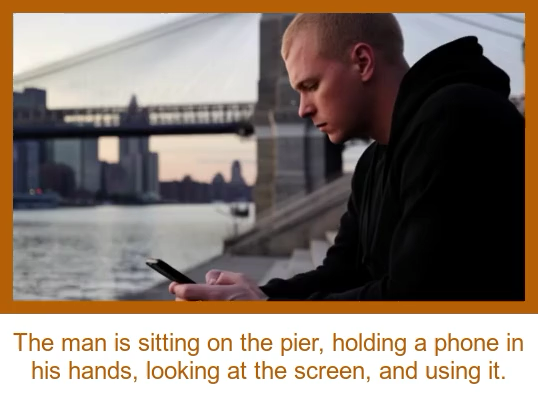 The man is sitting on the pier, holding a phone in
his hands, looking at the screen, and using it.